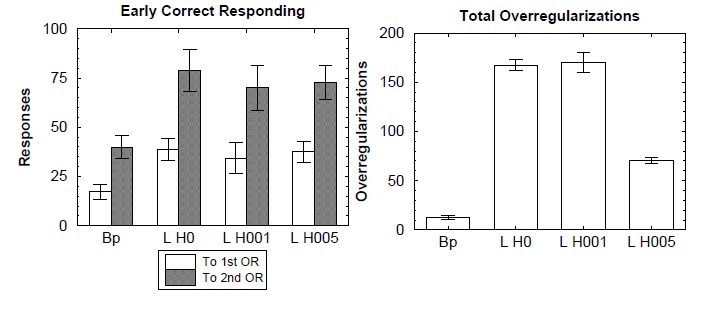 Early Correct Responding
100
75
50
25
0
Responses
Bp L H0 L H001 L H005
To 1st OR
To 2nd OR
Total Overregularizations
200
150
100
50
0
Overregularizations
Bp L H0 L H001 L H005